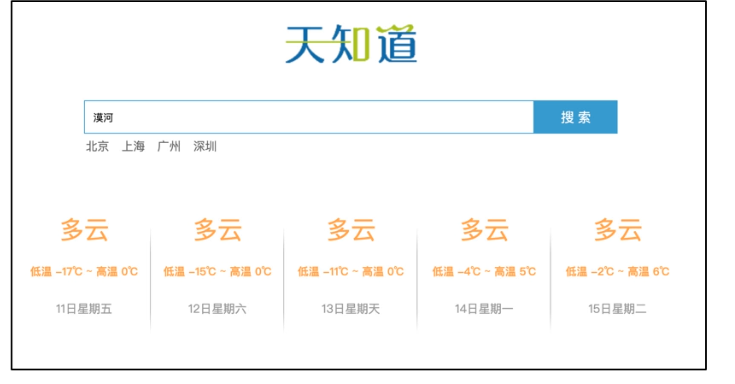 天知道
漠河
搜索
北京 上海 广州 深圳
多云 多云 多云 多云 多云
低温 -17℃ ~ 高温 0℃ 低温 -15℃ ~ 高温 0℃ 低温 -11℃ ~ 高温 0℃ 低温 -4℃ ~ 高温 5℃ 低温 -2℃ ~ 高温 6℃
11日星期五 12日星期六 13日星期天 14日星期一 15日星期二